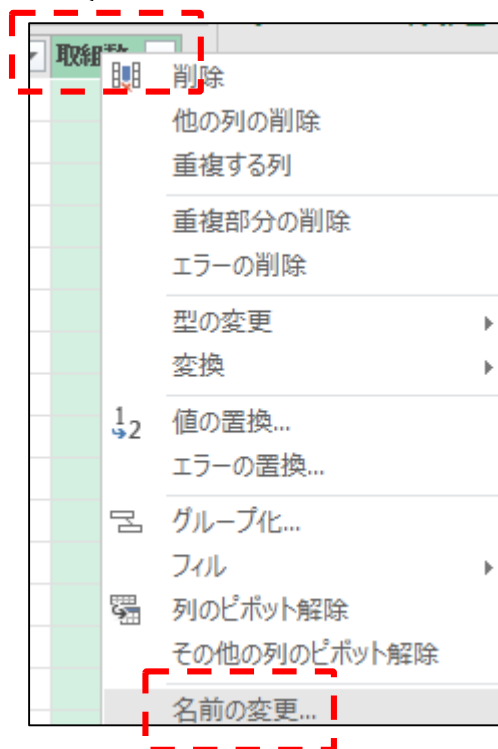 取組数
削除
他の列の削除
重複する列
重複部分の削除
エラーの削除
型の変更
変換
値の置換...
エラーの置換...
グループ化...
フィル
列のピボット解除
その他の列のピボット解除
名前の変更...